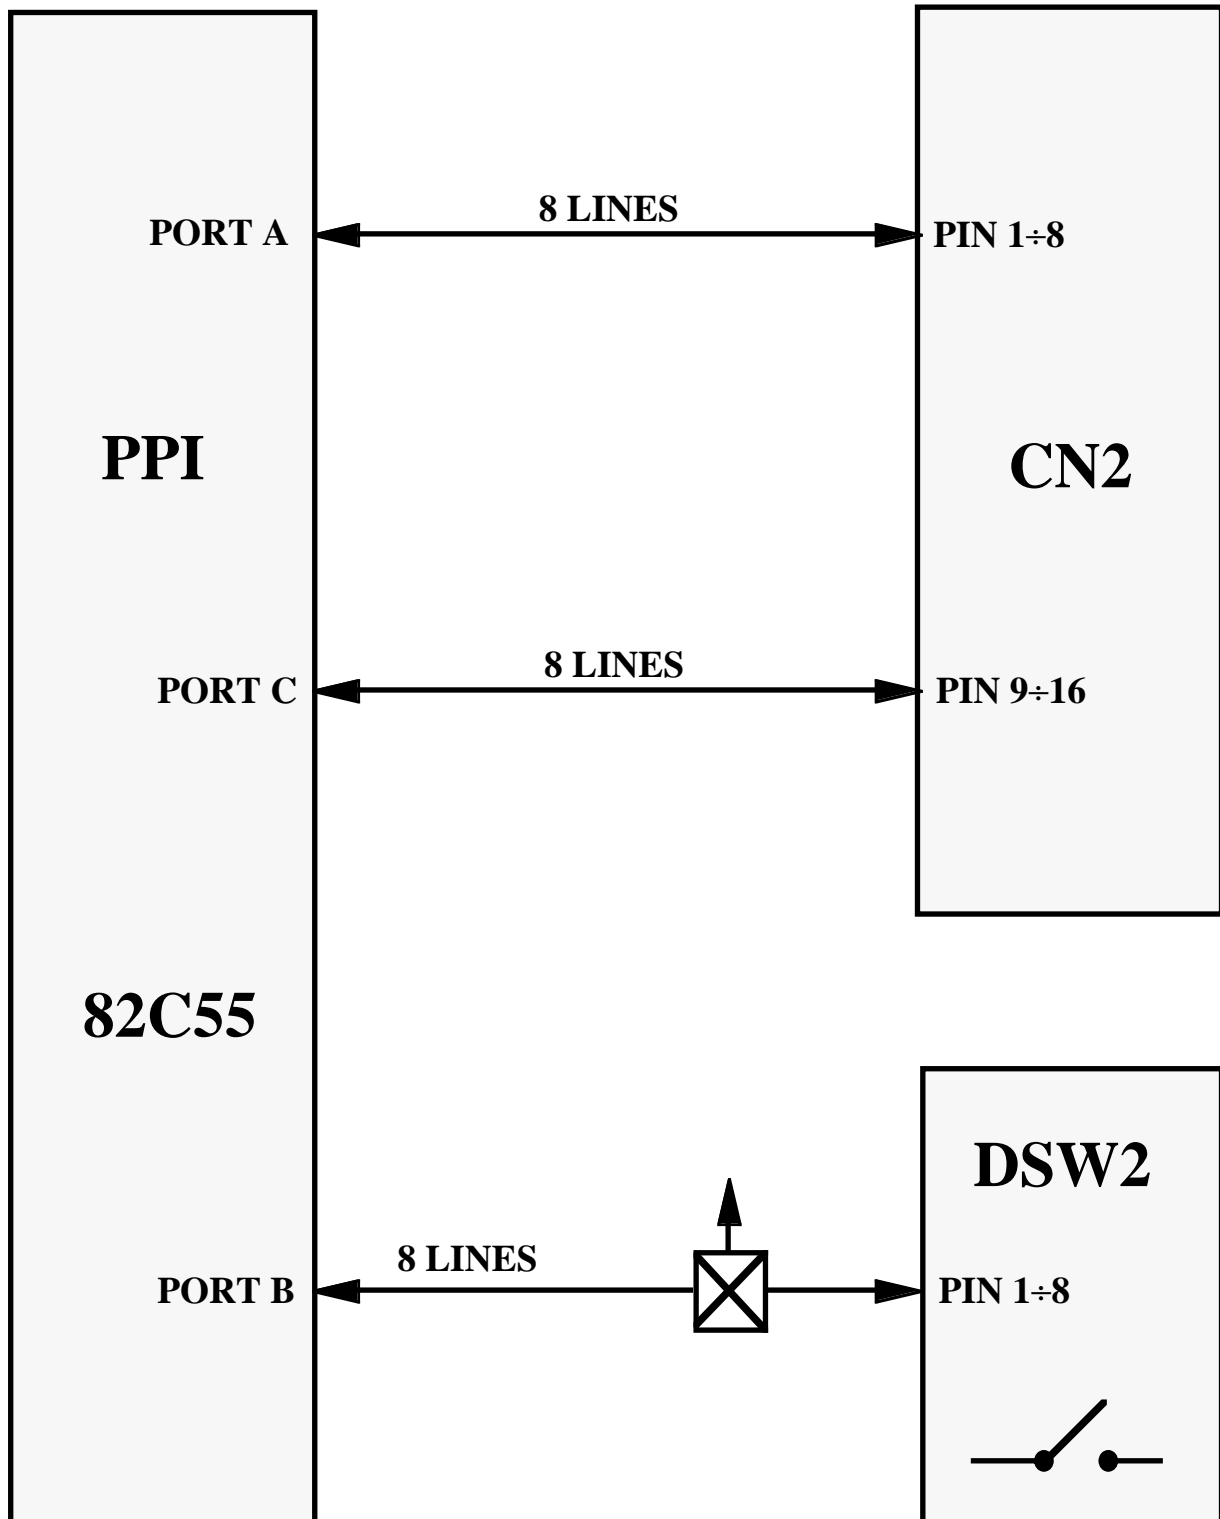 8 LINES
PORT A
PIN 1÷8
PPI
CN2
8 LINES
PORT C
PIN 9÷16
82C55
DSW2
8 LINES
PORT B
PIN 1÷8